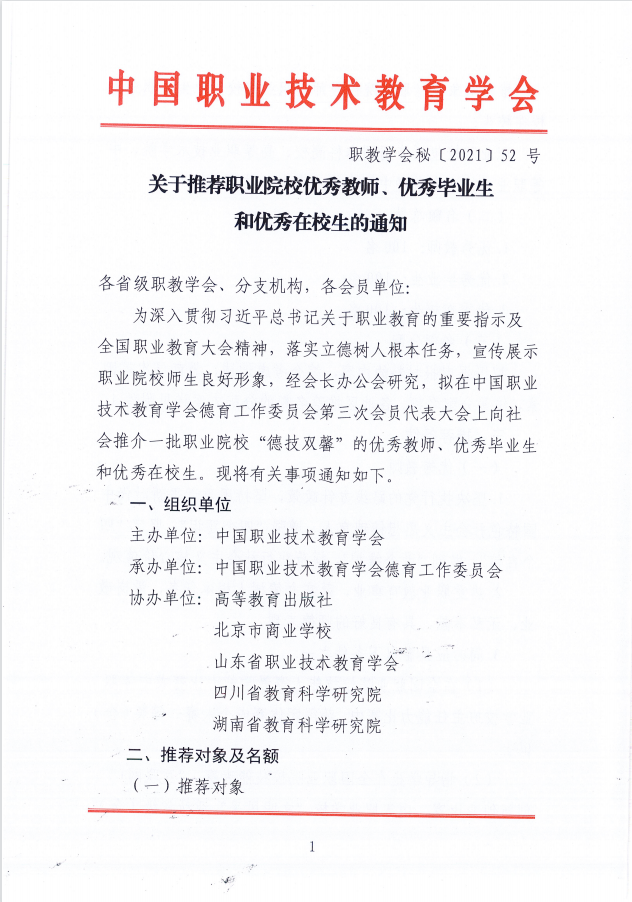 中国职业技术教育学会
职教学会秘〔2021〕52 号
关于推荐职业院校优秀教师、优秀毕业生
和优秀在校生的通知
各省级职教学会、分支机构，各会员单位：
为深入贯彻习近平总书记关于职业教育的重要指示及
全国职业教育大会精神，落实立德树人根本任务，宣传展示
职业院校师生良好形象，经会长办公会研究，拟在中国职业
技术教育学会德育工作委员会第三次会员代表大会上向社
会推介一批职业院校“德技双馨”的优秀教师、优秀毕业生
和优秀在校生。现将有关事项通知如下。
一、组织单位
主办单位：中国职业技术教育学会
承办单位：中国职业技术教育学会德育工作委员会
协办单位：高等教育出版社
北京市商业学校
山东省职业技术教育学会
四川省教育科学研究院
湖南省教育科学研究院
二、推荐对象及名额
（一）推荐对象
1